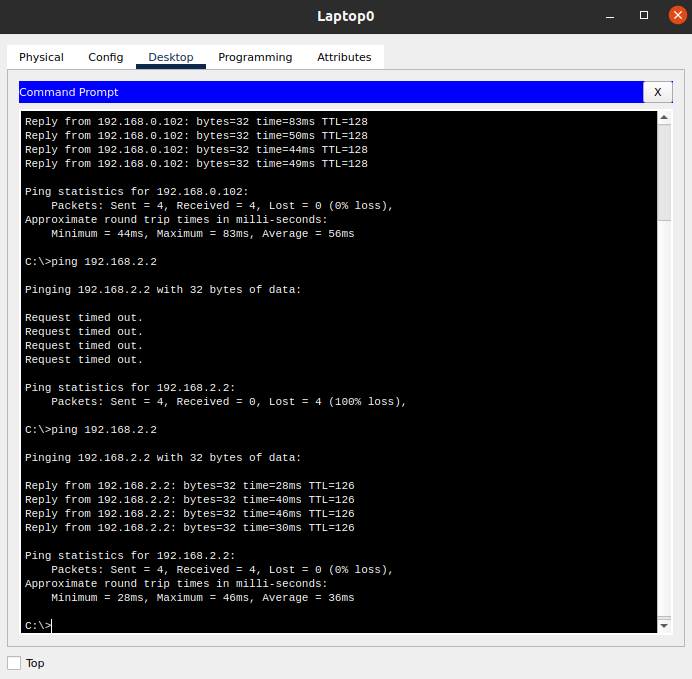 Laptop0
Physical Config Desktop Programming Attributes
Command Prompt X
Reply from 192.168.0.102: bytes=32 time=83ms TTL=128
Reply from 192.168.0.102: bytes=32 time=50ms TTL=128
Reply from 192.168.0.102: bytes=32 time=44ms TTL=128
Reply from 192.168.0.102: bytes=32 time=49ms TTL=128
Ping statistics for 192.168.0.102:
Packets: Sent = 4, Received = 4, Lost = 0 (0% loss),
Approximate round trip times in milli-seconds:
Minimum = 44ms, Maximum = 83ms, Average = 56ms
C:\>ping 192.168.2.2
Pinging 192.168.2.2 with 32 bytes of data:
Request timed out.
Request timed out.
Request timed out.
Request timed out.
Ping statistics for 192.168.2.2:
Packets: Sent = 4, Received = 0, Lost = 4 (100% loss),
C:\>ping 192.168.2.2
Pinging 192.168.2.2 with 32 bytes of data:
Reply from 192.168.2.2: bytes=32 time=28ms TTL=126
Reply from 192.168.2.2: bytes=32 time=40ms TTL=126
Reply from 192.168.2.2: bytes=32 time=46ms TTL=126
Reply from 192.168.2.2: bytes=32 time=30ms TTL=126
Ping statistics for 192.168.2.2:
Packets: Sent = 4, Received = 4, Lost = 0 (0% loss),
Approximate round trip times in milli-seconds:
Minimum = 28ms, Maximum = 46ms, Average = 36ms
C:\>
Top